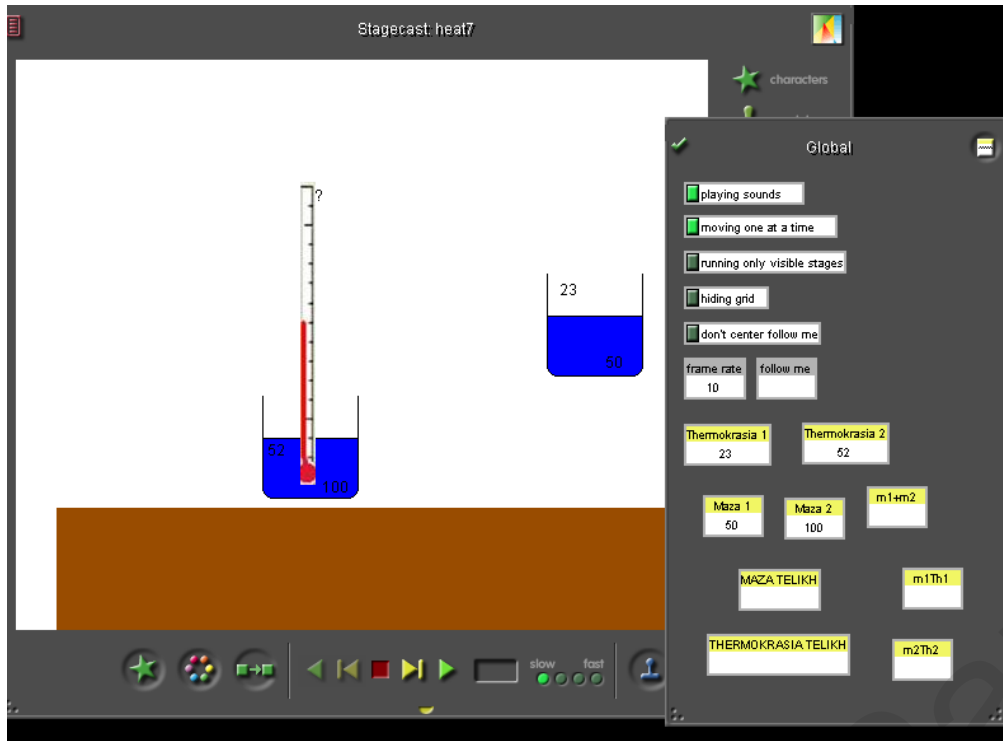 Stagecast: heat7
characters
Global
playing sounds
moving one at a time
running only visible stages
hiding grid
don't center follow me
frame rate
10
follow me
Thermokrasia 1
23
Thermokrasia 2
52
Maza 1
50
Maza 2
100
m1+m2
MAZA TELIKH
m1Th1
THERMOKRASIA TELIKH
m2Th2
?
23
50
52
100
slow fast